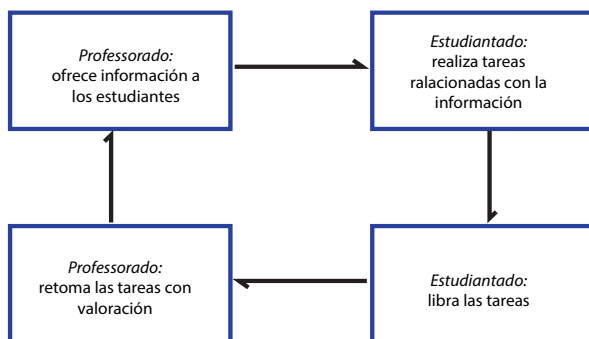 Professorado:
ofrece información a
los estudiantes
Estudiantado:
realiza tareas
ralacionadas con la
información
Professorado:
retoma las tareas con
valoración
Estudiantado:
libra las tareas